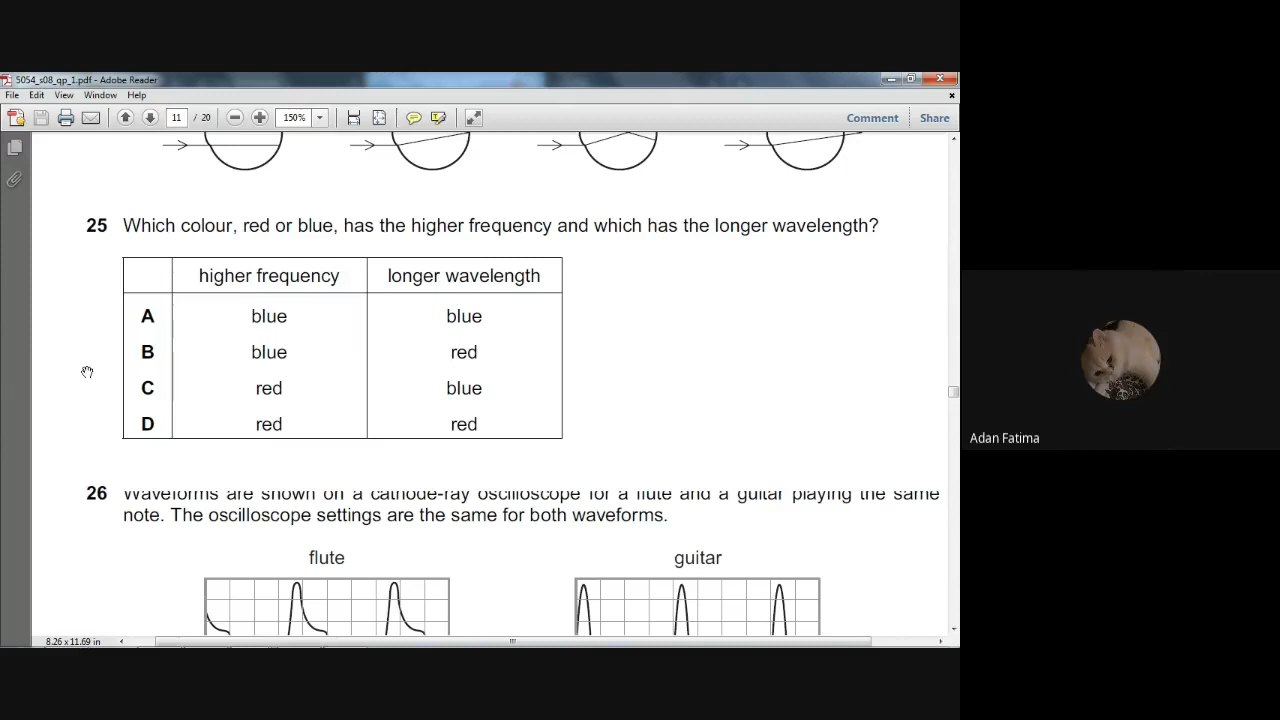 5054_s08_qp_1.pdf - Adobe Reader
File Edit View Window Help
11 / 20 150% Comment Share
25 Which colour, red or blue, has the higher frequency and which has the longer wavelength?
higher frequency longer wavelength
A blue blue
B blue red
C red blue
D red red
26 Waveforms are shown on a cathode-ray oscilloscope for a flute and a guitar playing the same
note. The oscilloscope settings are the same for both waveforms.
flute guitar
8.26 x 11.69 in
Adan Fatima